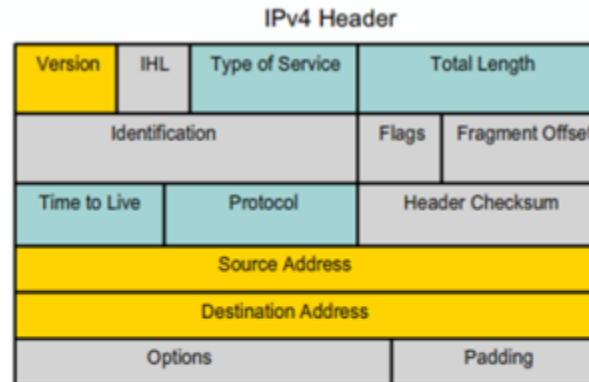 IPv4 Header
Version IHL Type of Service Total Length
Identification Flags Fragment Offset
Time to Live Protocol Header Checksum
Source Address
Destination Address
Options Padding